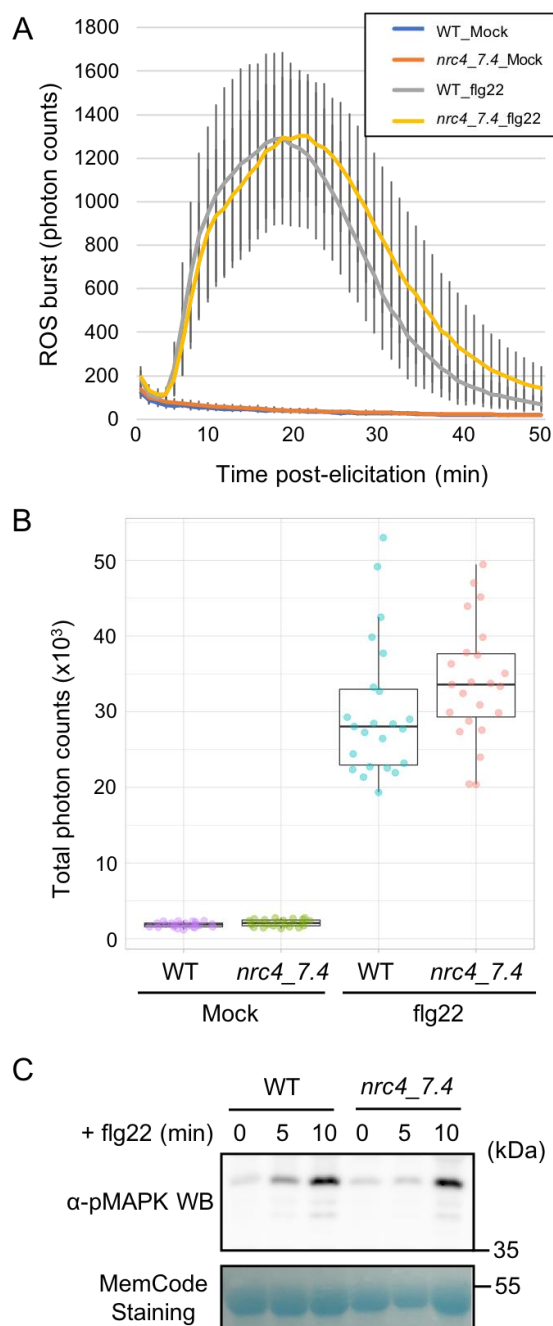 A
1800
1600
1400
1200
1000
800
600
400
200
0
ROS burst (photon counts)
WT_Mock
nrc4_7.4_Mock
WT_flg22
nrc4_7.4_flg22
0 10 20 30 40 50
Time post-elicitation (min)
B
50
40
30
20
10
0
Total photon counts (x10³)
WT nrc4_7.4 WT nrc4_7.4
Mock flg22
C
WT nrc4_7.4
+ flg22 (min) 0 5 10 0 5 10 (kDa)
α-pMAPK WB
35
MemCode
Staining
55